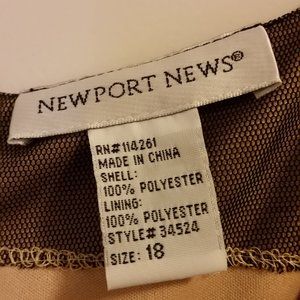 NEWPORT NEWS®
RN#114261
MADE IN CHINA
SHELL:
100% POLYESTER
LINING:
100% POLYESTER
STYLE# 34524
SIZE: 18